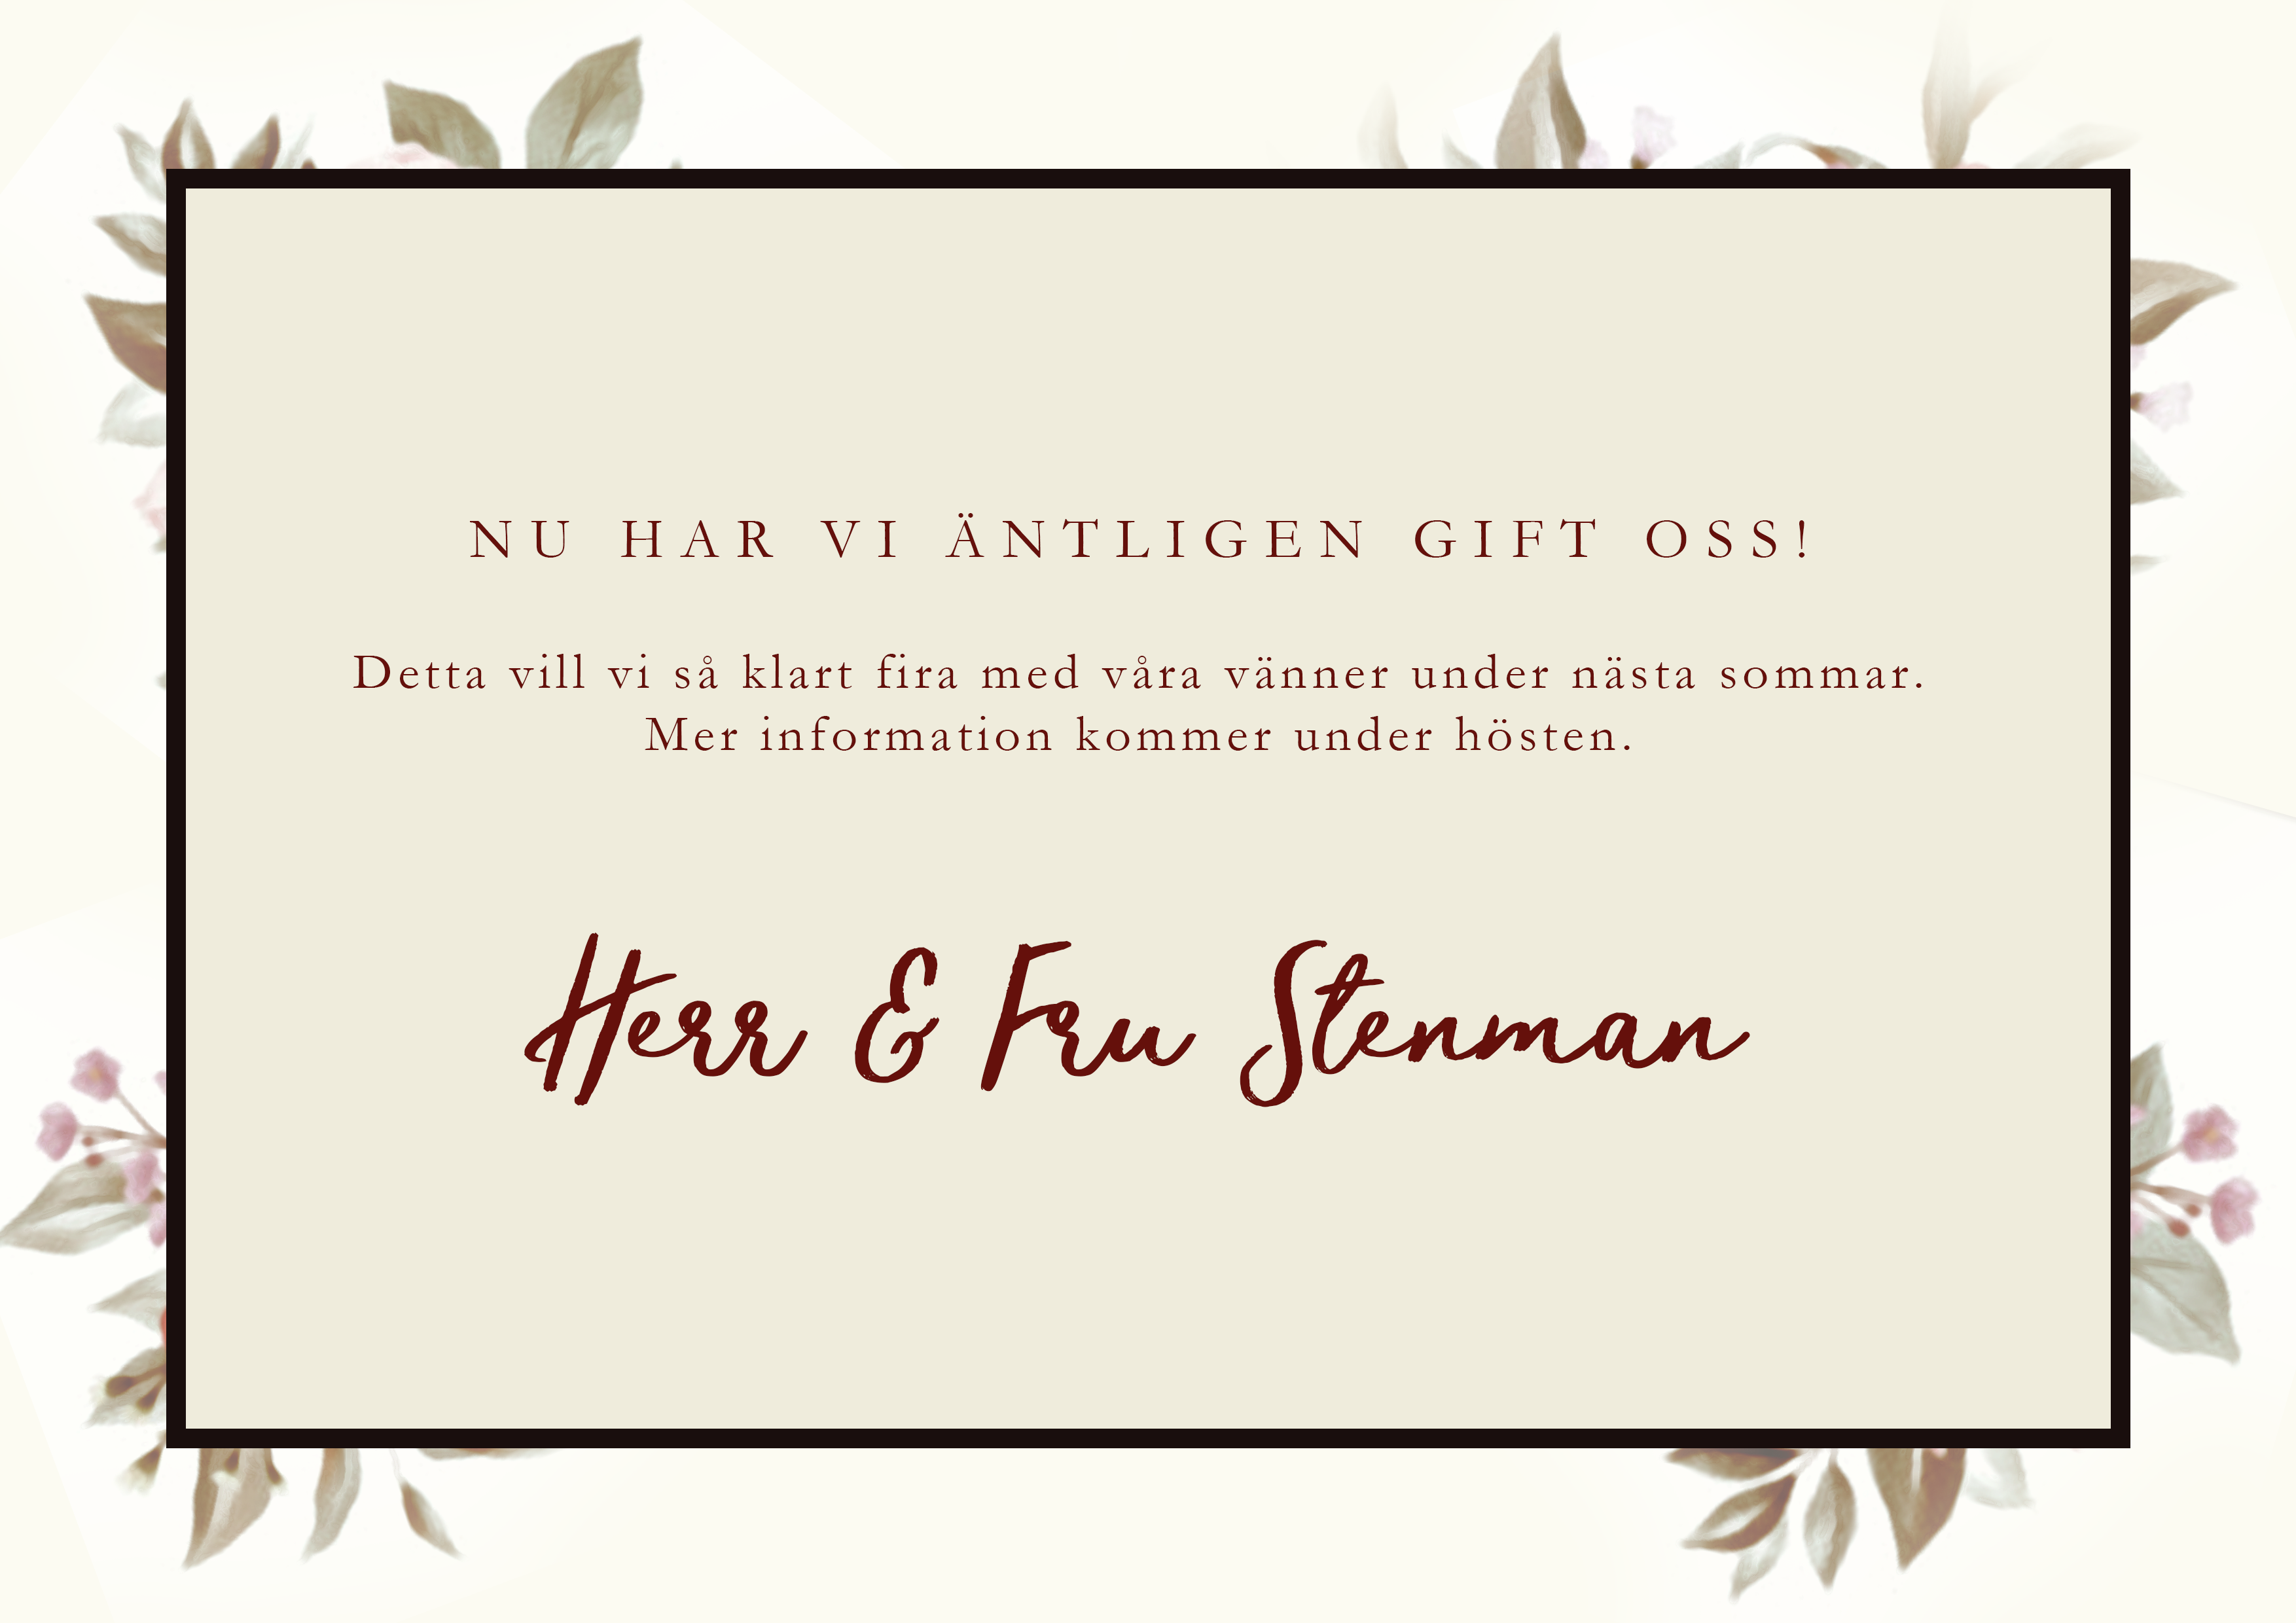 NU HAR VI ÄNTLIGEN GIFT OSS!
Detta vill vi så klart fira med våra vänner under nästa sommar.
Mer information kommer under hösten.
Herr & Fru Stenman